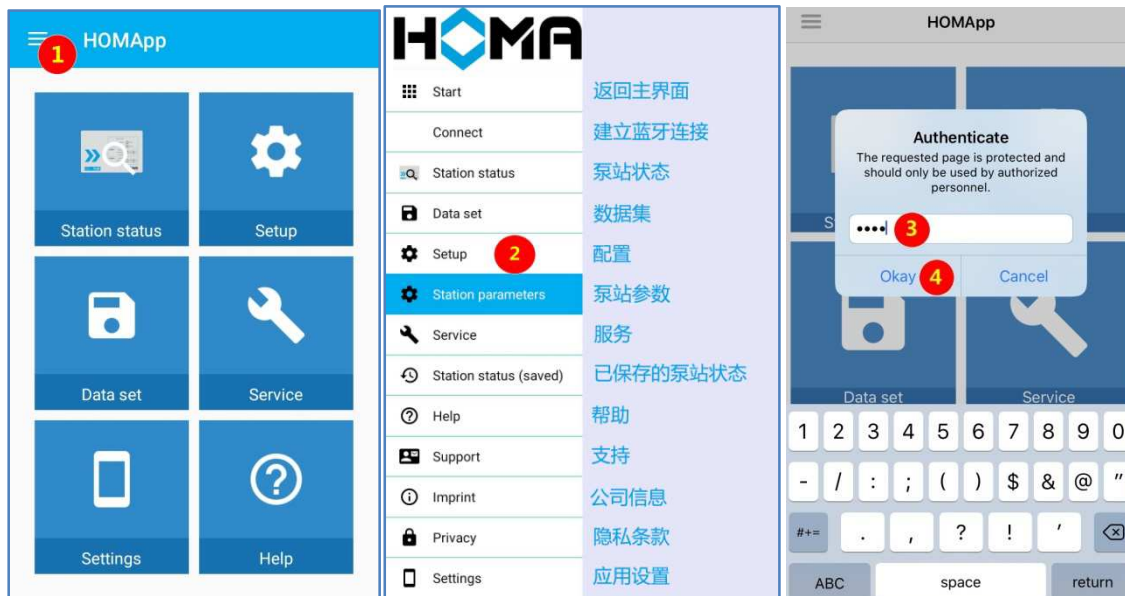 HOMApp
1
Station status
Setup
Data set
Service
Settings
Help
HOMA
Start 返回主界面
Connect 建立蓝牙连接
Station status 泵站状态
Data set 数据集
Setup 2 配置
Station parameters 泵站参数
Service 服务
Station status (saved) 已保存的泵站状态
Help 帮助
Support 支持
Imprint 公司信息
Privacy 隐私条款
Settings 应用设置
HOMApp
Authenticate
The requested page is protected and
should only be used by authorized
personnel.
•••• 3
Okay 4 Cancel
S
Data set Service
1 2 3 4 5 6 7 8 9 0
- / : ; ( ) $ & @ "
#+= . , ? ! '
ABC space return